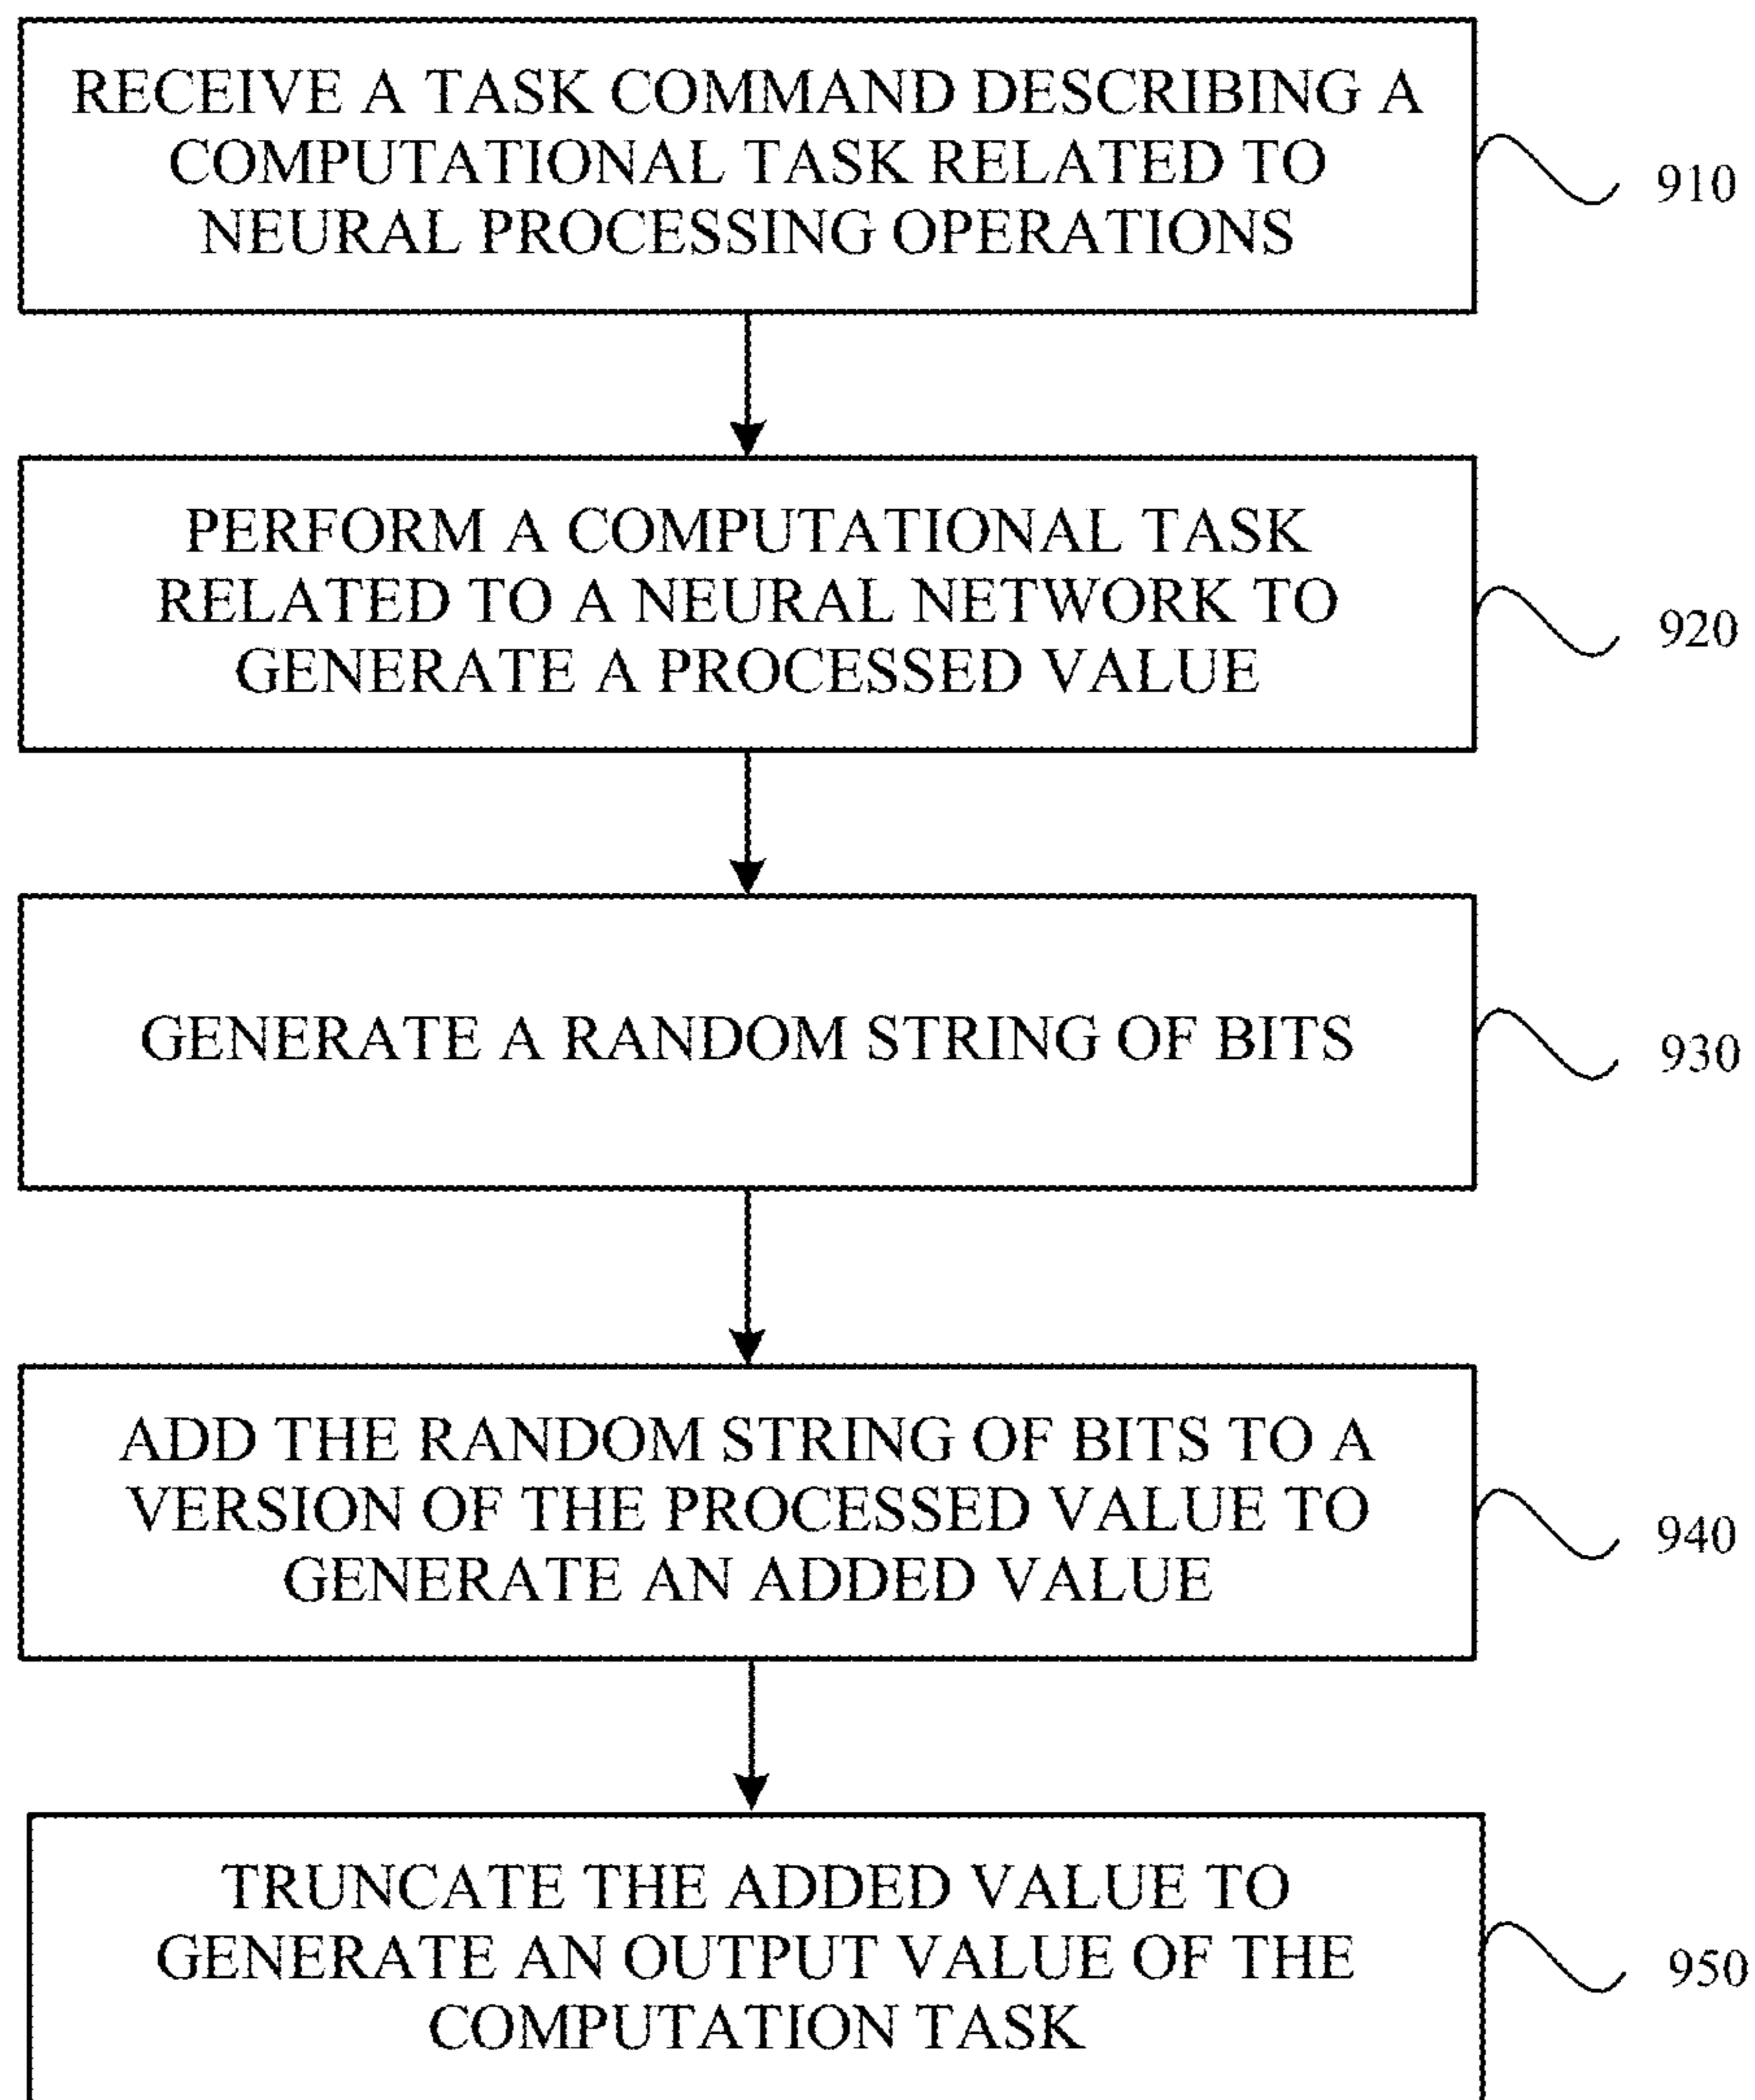 RECEIVE A TASK COMMAND DESCRIBING A
COMPUTATIONAL TASK RELATED TO
NEURAL PROCESSING OPERATIONS
910
PERFORM A COMPUTATIONAL TASK
RELATED TO A NEURAL NETWORK TO
GENERATE A PROCESSED VALUE
920
GENERATE A RANDOM STRING OF BITS
930
ADD THE RANDOM STRING OF BITS TO A
VERSION OF THE PROCESSED VALUE TO
GENERATE AN ADDED VALUE
940
TRUNCATE THE ADDED VALUE TO
GENERATE AN OUTPUT VALUE OF THE
COMPUTATION TASK
950